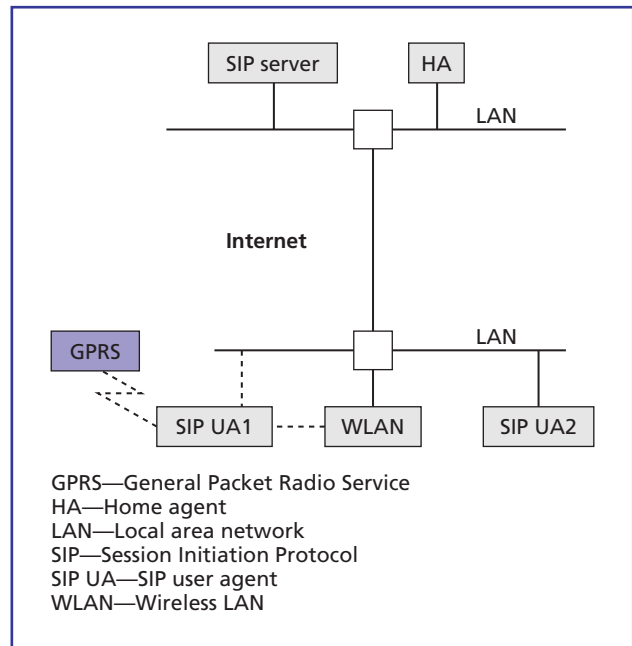 SIP server
HA
LAN
Internet
LAN
GPRS
SIP UA1
WLAN
SIP UA2
GPRS—General Packet Radio Service
HA—Home agent
LAN—Local area network
SIP—Session Initiation Protocol
SIP UA—SIP user agent
WLAN—Wireless LAN